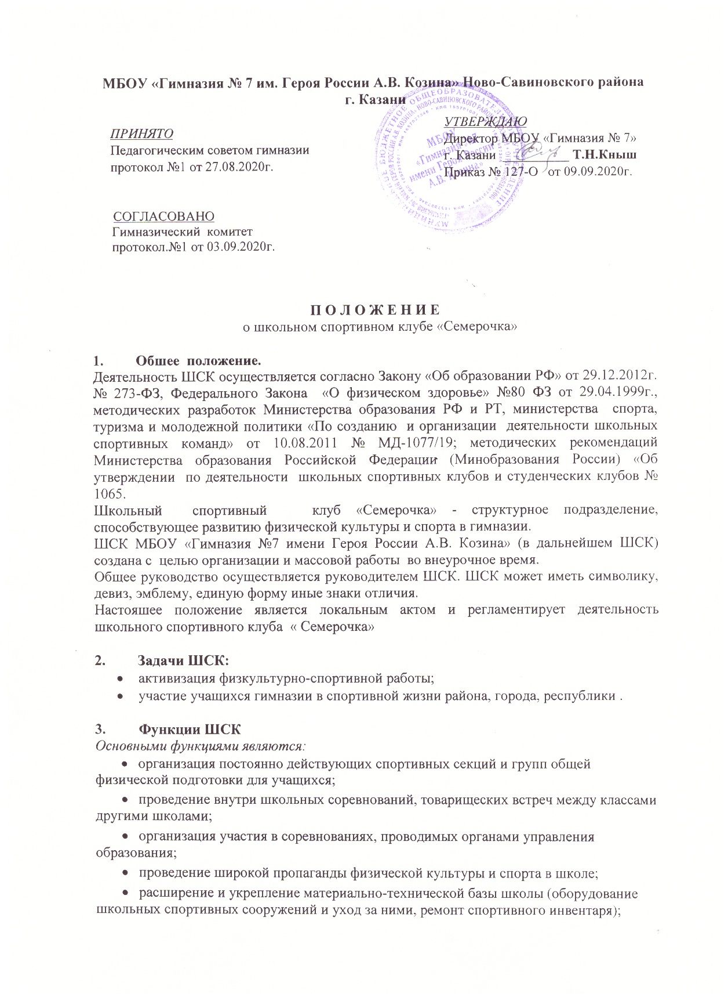 МБОУ «Гимназия № 7 им. Героя России А.В. Козина» Ново-Савиновского района
г. Казани
ПРИНЯТО
Педагогическим советом гимназии
протокол №1 от 27.08.2020г.
УТВЕРЖДАЮ
Директор МБОУ «Гимназия № 7»
г. Казани __________ Т.Н.Кныш
Приказ № 127-О от 09.09.2020г.
МБОУ
«Гимназия №7
имени Героя России
А.В. Козина»
СОГЛАСОВАНО
Гимназический комитет
протокол.№1 от 03.09.2020г.
П О Л О Ж Е Н И Е
о школьном спортивном клубе «Семерочка»
1. Обшее положение.
Деятельность ШСК осуществляется согласно Закону «Об образовании РФ» от 29.12.2012г.
№ 273-ФЗ, Федерального Закона «О физическом здоровье» №80 ФЗ от 29.04.1999г.,
методических разработок Министерства образования РФ и РТ, министерства спорта,
туризма и молодежной политики «По созданию и организации деятельности школьных
спортивных команд» от 10.08.2011 № МД-1077/19; методических рекомендаций
Министерства образования Российской Федерации (Минобразования России) «Об
утверждении по деятельности школьных спортивных клубов и студенческих клубов №
1065.
Школьный спортивный клуб «Семерочка» - структурное подразделение,
способствующее развитию физической культуры и спорта в гимназии.
ШСК МБОУ «Гимназия №7 имени Героя России А.В. Козина» (в дальнейшем ШСК)
создана с целью организации и массовой работы во внеурочное время.
Общее руководство осуществляется руководителем ШСК. ШСК может иметь символику,
девиз, эмблему, единую форму иные знаки отличия.
Настояшее положение является локальным актом и регламентирует деятельность
школьного спортивного клуба « Семерочка»
2. Задачи ШСК:
• активизация физкультурно-спортивной работы;
• участие учащихся гимназии в спортивной жизни района, города, республики .
3. Функции ШСК
Основными функциями являются:
• организация постоянно действующих спортивных секций и групп общей
физической подготовки для учащихся;
• проведение внутри школьных соревнований, товарищеских встреч между классами
другими школами;
• организация участия в соревнованиях, проводимых органами управления
образования;
• проведение широкой пропаганды физической культуры и спорта в школе;
• расширение и укрепление материально-технической базы школы (оборудование
школьных спортивных сооружений и уход за ними, ремонт спортивного инвентаря);